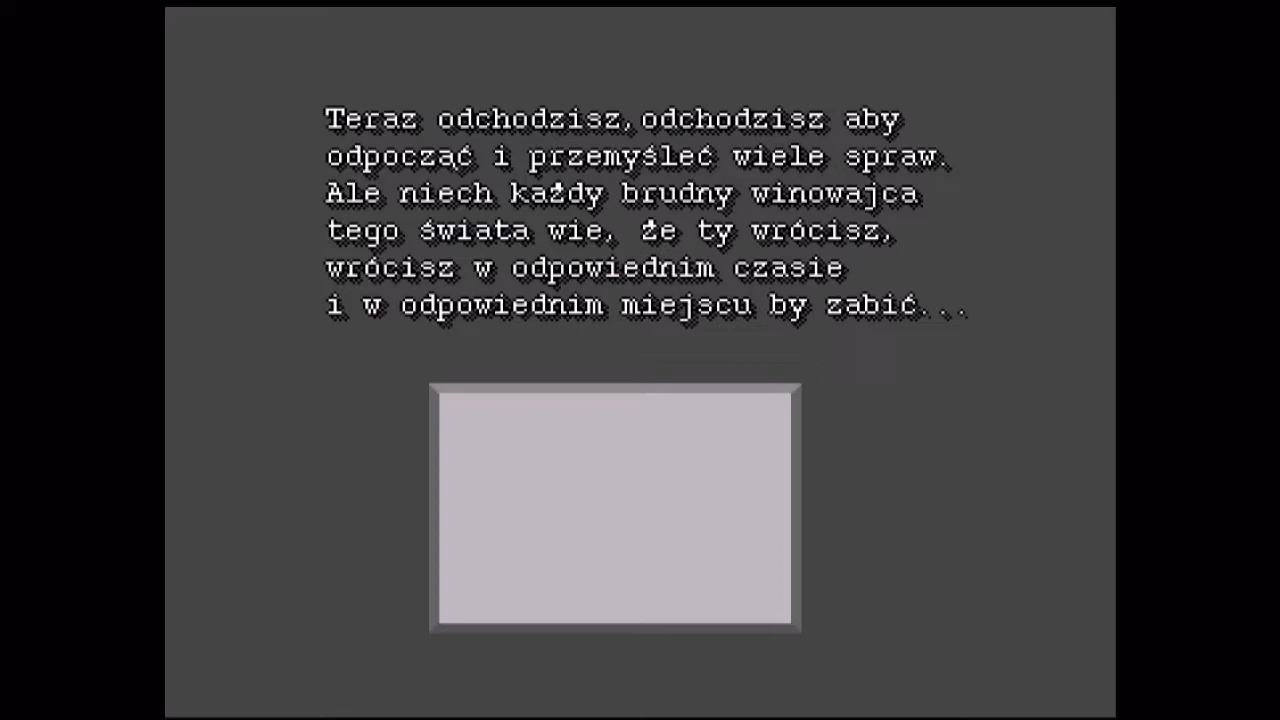 Teraz odchodzisz,odchodzisz aby
odpocząć i przemyśleć wiele spraw.
Ale niech każdy brudny winowajca
tego świata wie, że ty wrócisz,
wrócisz w odpowiednim czasie
i w odpowiednim miejscu by zabić...